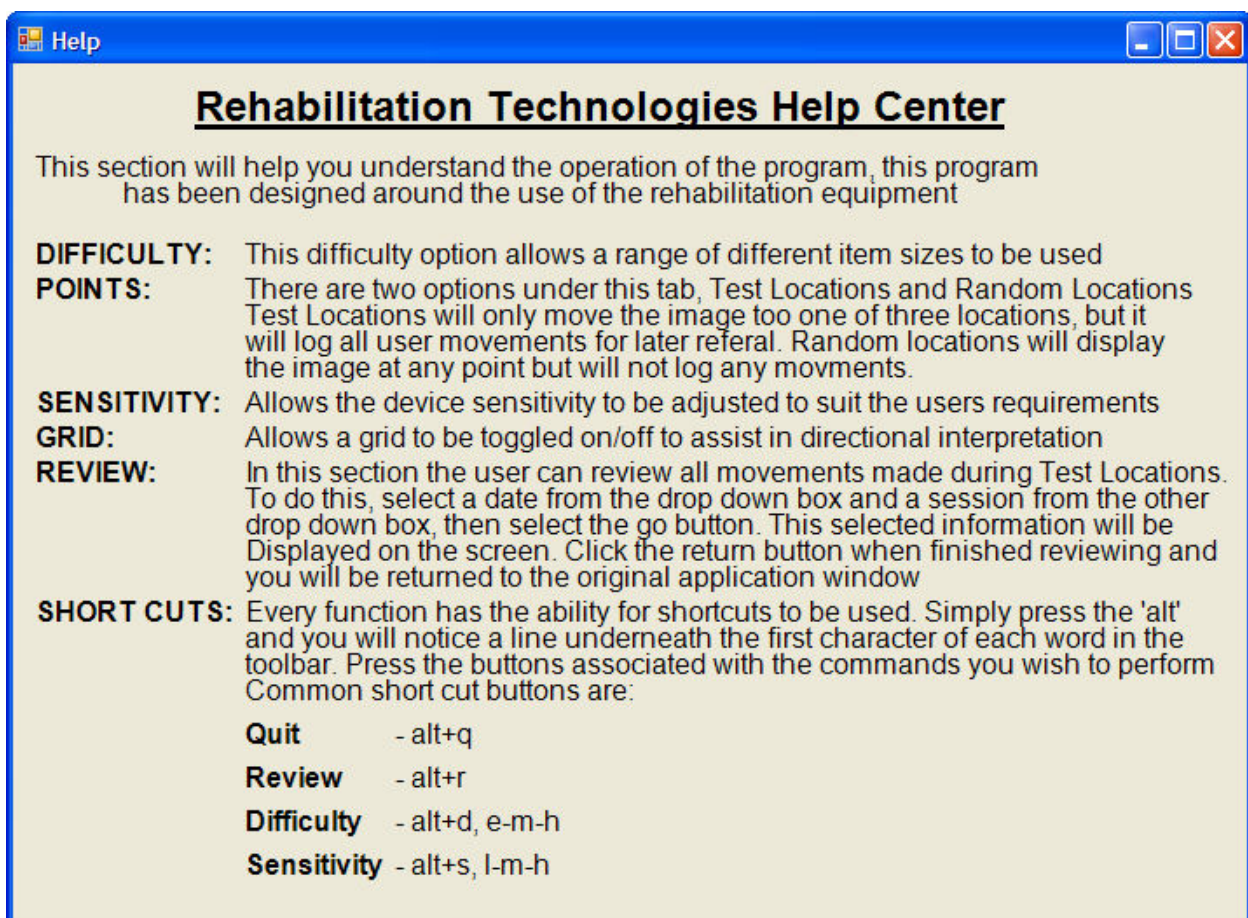 Help
Rehabilitation Technologies Help Center
This section will help you understand the operation of the program, this program
has been designed around the use of the rehabilitation equipment
DIFFICULTY: This difficulty option allows a range of different item sizes to be used
POINTS: There are two options under this tab, Test Locations and Random Locations
Test Locations will only move the image too one of three locations, but it
will log all user movements for later referal. Random locations will display
the image at any point but will not log any movments.
SENSITIVITY: Allows the device sensitivity to be adjusted to suit the users requirements
GRID: Allows a grid to be toggled on/off to assist in directional interpretation
REVIEW: In this section the user can review all movements made during Test Locations.
To do this, select a date from the drop down box and a session from the other
drop down box, then select the go button. This selected information will be
Displayed on the screen. Click the return button when finished reviewing and
you will be returned to the original application window
SHORT CUTS: Every function has the ability for shortcuts to be used. Simply press the 'alt'
and you will notice a line underneath the first character of each word in the
toolbar. Press the buttons associated with the commands you wish to perform
Common short cut buttons are:
Quit - alt+q
Review - alt+r
Difficulty - alt+d, e-m-h
Sensitivity - alt+s, l-m-h